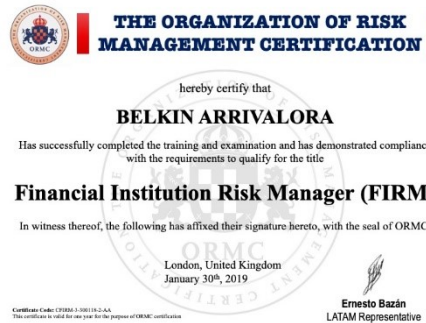 THE ORGANIZATION OF RISK
MANAGEMENT CERTIFICATION
ORMC
hereby certify that
BELKIN ARRIVALORA
Has successfully completed the training and examination and has demonstrated complianc
with the requirements to qualify for the title
Financial Institution Risk Manager (FIRM
In witness thereof, the following has affixed their signature hereto, with the seal of ORMC
ORMC
London, United Kingdom
January 30th, 2019
Ernesto Bazán
LATAM Representative
This certificate is valid for one year for the purpose of ORMC certification